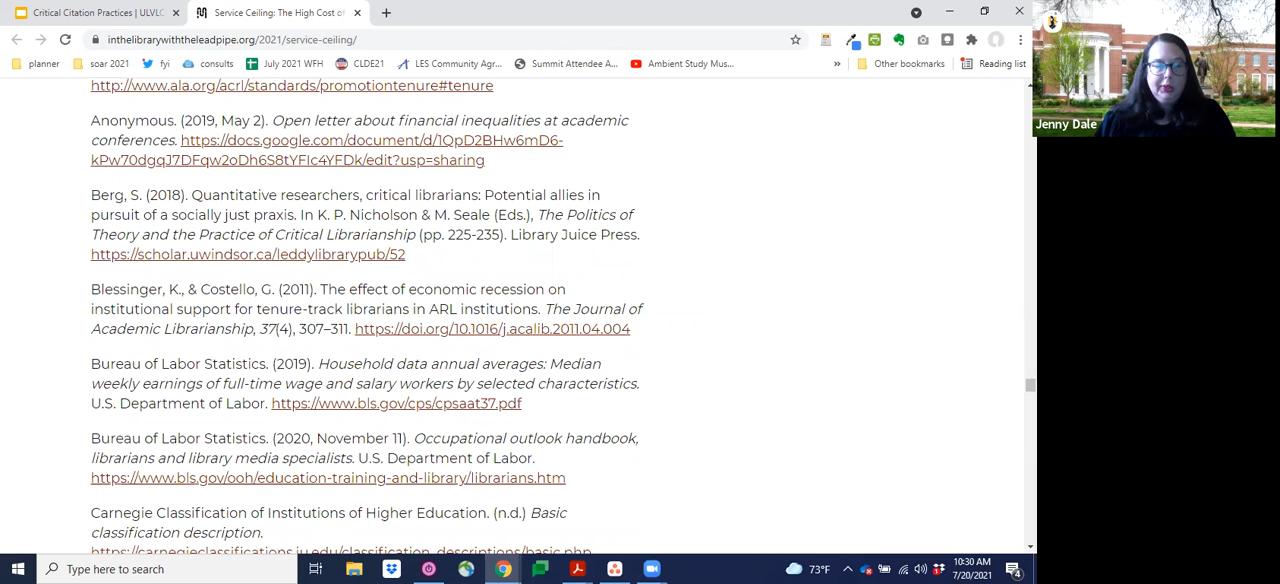 Critical Citation Practices | ULVLC
Service Ceiling: The High Cost of
inthelibrarywiththeleadpipe.org/2021/service-ceiling/
planner
soar 2021
fyi
consults
July 2021 WFH
CLDE21
LES Community Agr...
Summit Attendee A...
Ambient Study Mus...
»
Other bookmarks
Reading list
http://www.ala.org/acrl/standards/promotiontenure#tenure
Anonymous. (2019, May 2). Open letter about financial inequalities at academic
conferences. https://docs.google.com/document/d/1QpD2BHw6mD6-
kPw70dgqJ7DFqw2oDh6S8tYFIc4YFDk/edit?usp=sharing
Berg, S. (2018). Quantitative researchers, critical librarians: Potential allies in
pursuit of a socially just praxis. In K. P. Nicholson & M. Seale (Eds.), The Politics of
Theory and the Practice of Critical Librarianship (pp. 225-235). Library Juice Press.
https://scholar.uwindsor.ca/leddylibrarypub/52
Blessinger, K., & Costello, G. (2011). The effect of economic recession on
institutional support for tenure-track librarians in ARL institutions. The Journal of
Academic Librarianship, 37(4), 307–311. https://doi.org/10.1016/j.acalib.2011.04.004
Bureau of Labor Statistics. (2019). Household data annual averages: Median
weekly earnings of full-time wage and salary workers by selected characteristics.
U.S. Department of Labor. https://www.bls.gov/cps/cpsaat37.pdf
Bureau of Labor Statistics. (2020, November 11). Occupational outlook handbook,
librarians and library media specialists. U.S. Department of Labor.
https://www.bls.gov/ooh/education-training-and-library/librarians.htm
Carnegie Classification of Institutions of Higher Education. (n.d.) Basic
classification description.
https://carnegieclassifications.iu.edu/classification_descriptions/basic.php
Jenny Dale
Type here to search
73°F
10:30 AM
7/20/2021
4